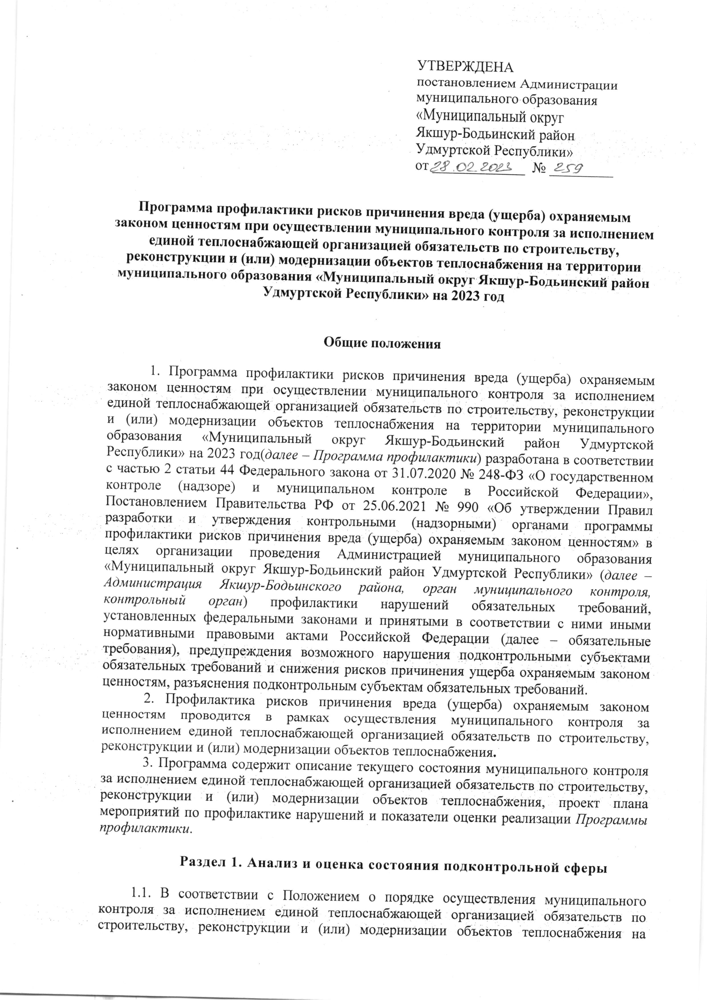 УТВЕРЖДЕНА
постановлением Администрации
муниципального образования
«Муниципальный округ
Якшур-Бодьинский район
Удмуртской Республики»
от 28.02.2023 № 259
Программа профилактики рисков причинения вреда (ущерба) охраняемым
законом ценностям при осуществлении муниципального контроля за исполнением
единой теплоснабжающей организацией обязательств по строительству,
реконструкции и (или) модернизации объектов теплоснабжения на территории
муниципального образования «Муниципальный округ Якшур-Бодьинский район
Удмуртской Республики» на 2023 год
Общие положения
1. Программа профилактики рисков причинения вреда (ущерба) охраняемым
законом ценностям при осуществлении муниципального контроля за исполнением
единой теплоснабжающей организацией обязательств по строительству, реконструкции
и (или) модернизации объектов теплоснабжения на территории муниципального
образования «Муниципальный округ Якшур-Бодьинский район Удмуртской
Республики» на 2023 год(далее – Программа профилактики) разработана в соответствии
с частью 2 статьи 44 Федерального закона от 31.07.2020 № 248-ФЗ «О государственном
контроле (надзоре) и муниципальном контроле в Российской Федерации»,
Постановлением Правительства РФ от 25.06.2021 № 990 «Об утверждении Правил
разработки и утверждения контрольными (надзорными) органами программы
профилактики рисков причинения вреда (ущерба) охраняемым законом ценностям» в
целях организации проведения Администрацией муниципального образования
«Муниципальный округ Якшур-Бодьинский район Удмуртской Республики» (далее –
Администрация Якшур-Бодьинского района, орган муниципального контроля,
контрольный орган) профилактики нарушений обязательных требований,
установленных федеральными законами и принятыми в соответствии с ними иными
нормативными правовыми актами Российской Федерации (далее – обязательные
требования), предупреждения возможного нарушения подконтрольными субъектами
обязательных требований и снижения рисков причинения ущерба охраняемым законом
ценностям, разъяснения подконтрольным субъектам обязательных требований.
2. Профилактика рисков причинения вреда (ущерба) охраняемым законом
ценностям проводится в рамках осуществления муниципального контроля за
исполнением единой теплоснабжающей организацией обязательств по строительству,
реконструкции и (или) модернизации объектов теплоснабжения.
3. Программа содержит описание текущего состояния муниципального контроля
за исполнением единой теплоснабжающей организацией обязательств по строительству,
реконструкции и (или) модернизации объектов теплоснабжения, проект плана
мероприятий по профилактике нарушений и показатели оценки реализации Программы
профилактики.
Раздел 1. Анализ и оценка состояния подконтрольной сферы
1.1. В соответствии с Положением о порядке осуществления муниципального
контроля за исполнением единой теплоснабжающей организацией обязательств по
строительству, реконструкции и (или) модернизации объектов теплоснабжения на